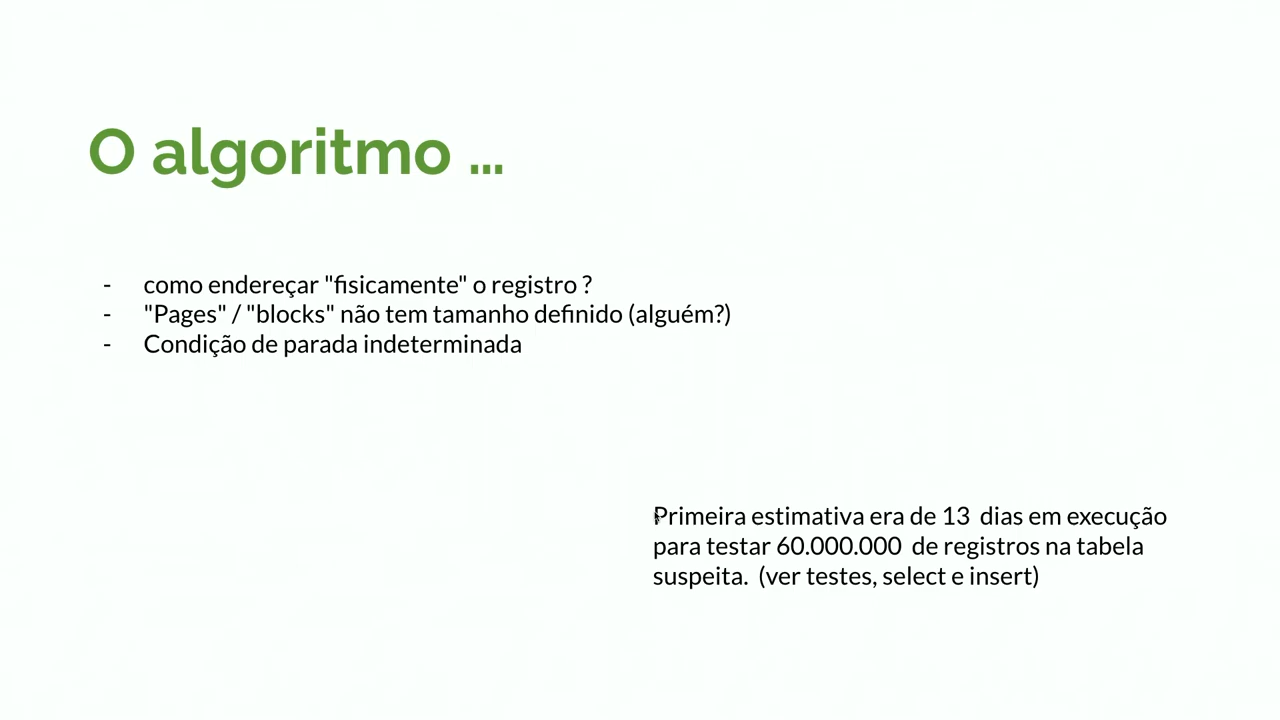 O algoritmo ...
- como endereçar "fisicamente" o registro ?
- "Pages" / "blocks" não tem tamanho definido (alguém?)
- Condição de parada indeterminada
Primeira estimativa era de 13  dias em execução
para testar 60.000.000  de registros na tabela
suspeita.  (ver testes, select e insert)